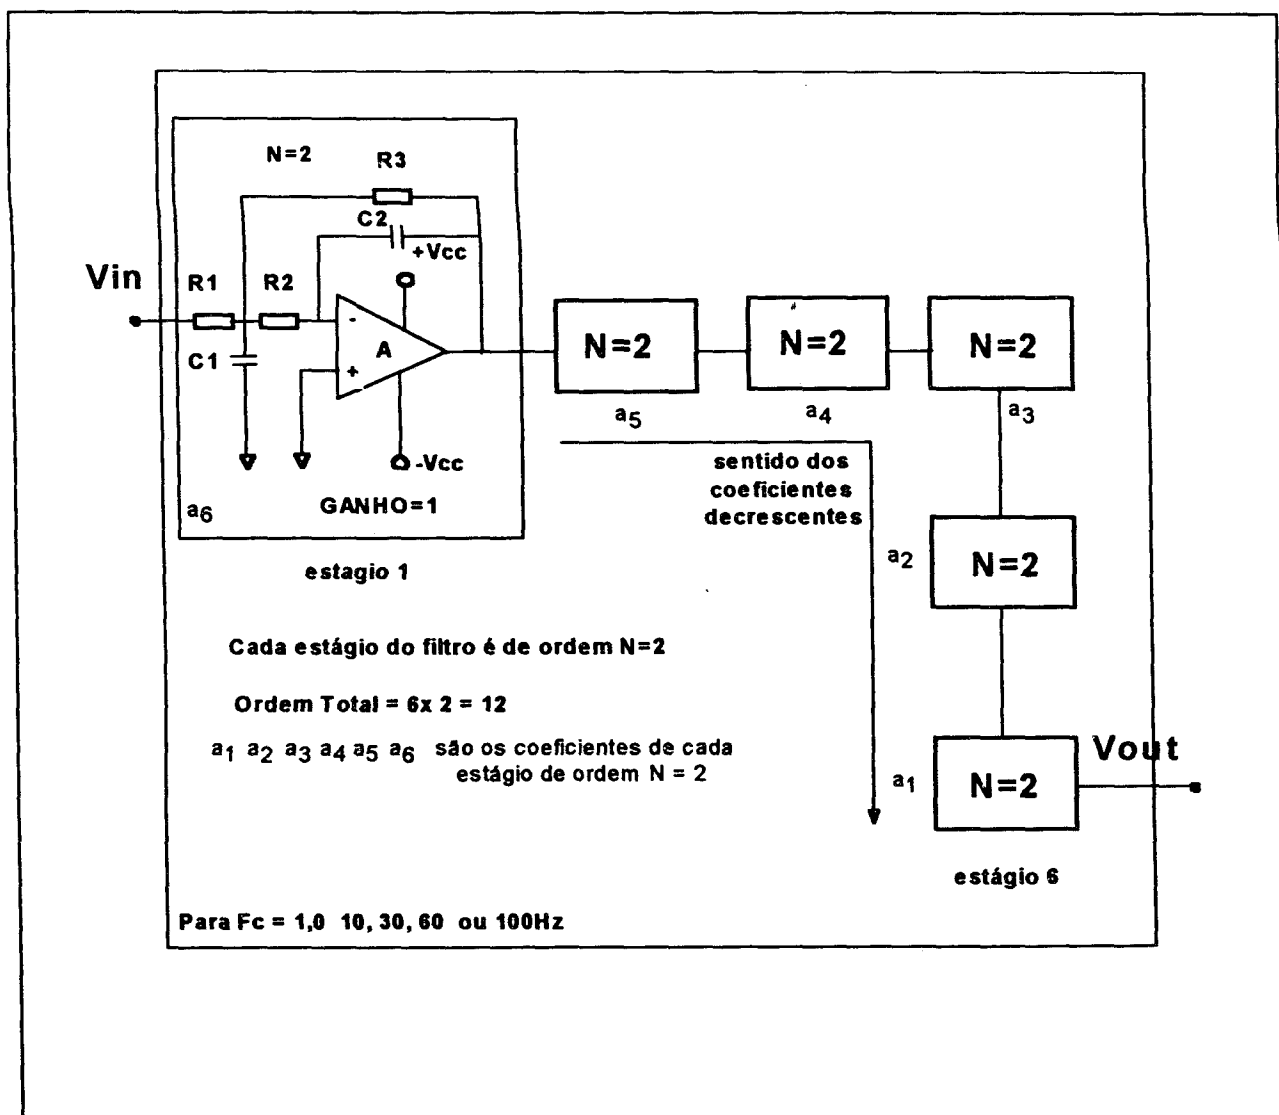 N=2
R3
C2
+Vcc
Vin
R1
R2
C1
-
A
+
-Vcc
GANHO=1
a6
estagio 1
N=2
a5
N=2
a4
N=2
a3
sentido dos
coeficientes
decrescentes
a2
N=2
Cada estágio do filtro é de ordem N=2
Ordem Total = 6x 2 = 12
a1 a2 a3 a4 a5 a6 são os coeficientes de cada
estágio de ordem N = 2
a1
N=2
Vout
estágio 6
Para Fc = 1,0 10, 30, 60 ou 100Hz